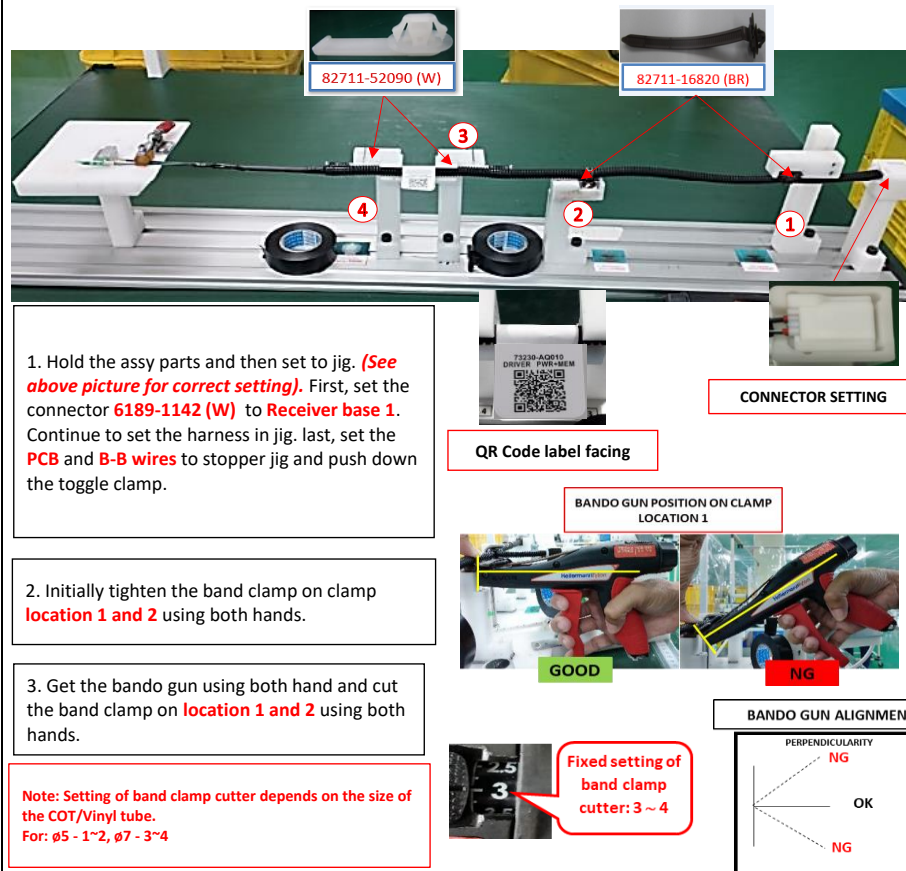 82711-52090 (W)
82711-16820 (BR)
3
4
2
1
1. Hold the assy parts and then set to jig. (See
above picture for correct setting). First, set the
connector 6189-1142 (W) to Receiver base 1.
Continue to set the harness in jig. last, set the
PCB and B-B wires to stopper jig and push down
the toggle clamp.
73230-AQ010
DRIVER PWR+MEM
4
QR Code label facing
CONNECTOR SETTING
2. Initially tighten the band clamp on clamp
location 1 and 2 using both hands.
3. Get the bando gun using both hand and cut
the band clamp on location 1 and 2 using both
hands.
Note: Setting of band clamp cutter depends on the size of
the COT/Vinyl tube.
For: ø5 - 1~2, ø7 - 3~4
BANDO GUN POSITION ON CLAMP
LOCATION 1
HellermannTyton
HellermannTyton
GOOD
NG
2.5
3
Fixed setting of
band clamp
cutter: 3 ~ 4
BANDO GUN ALIGNMEN
PERPENDICULARITY
NG
OK
NG